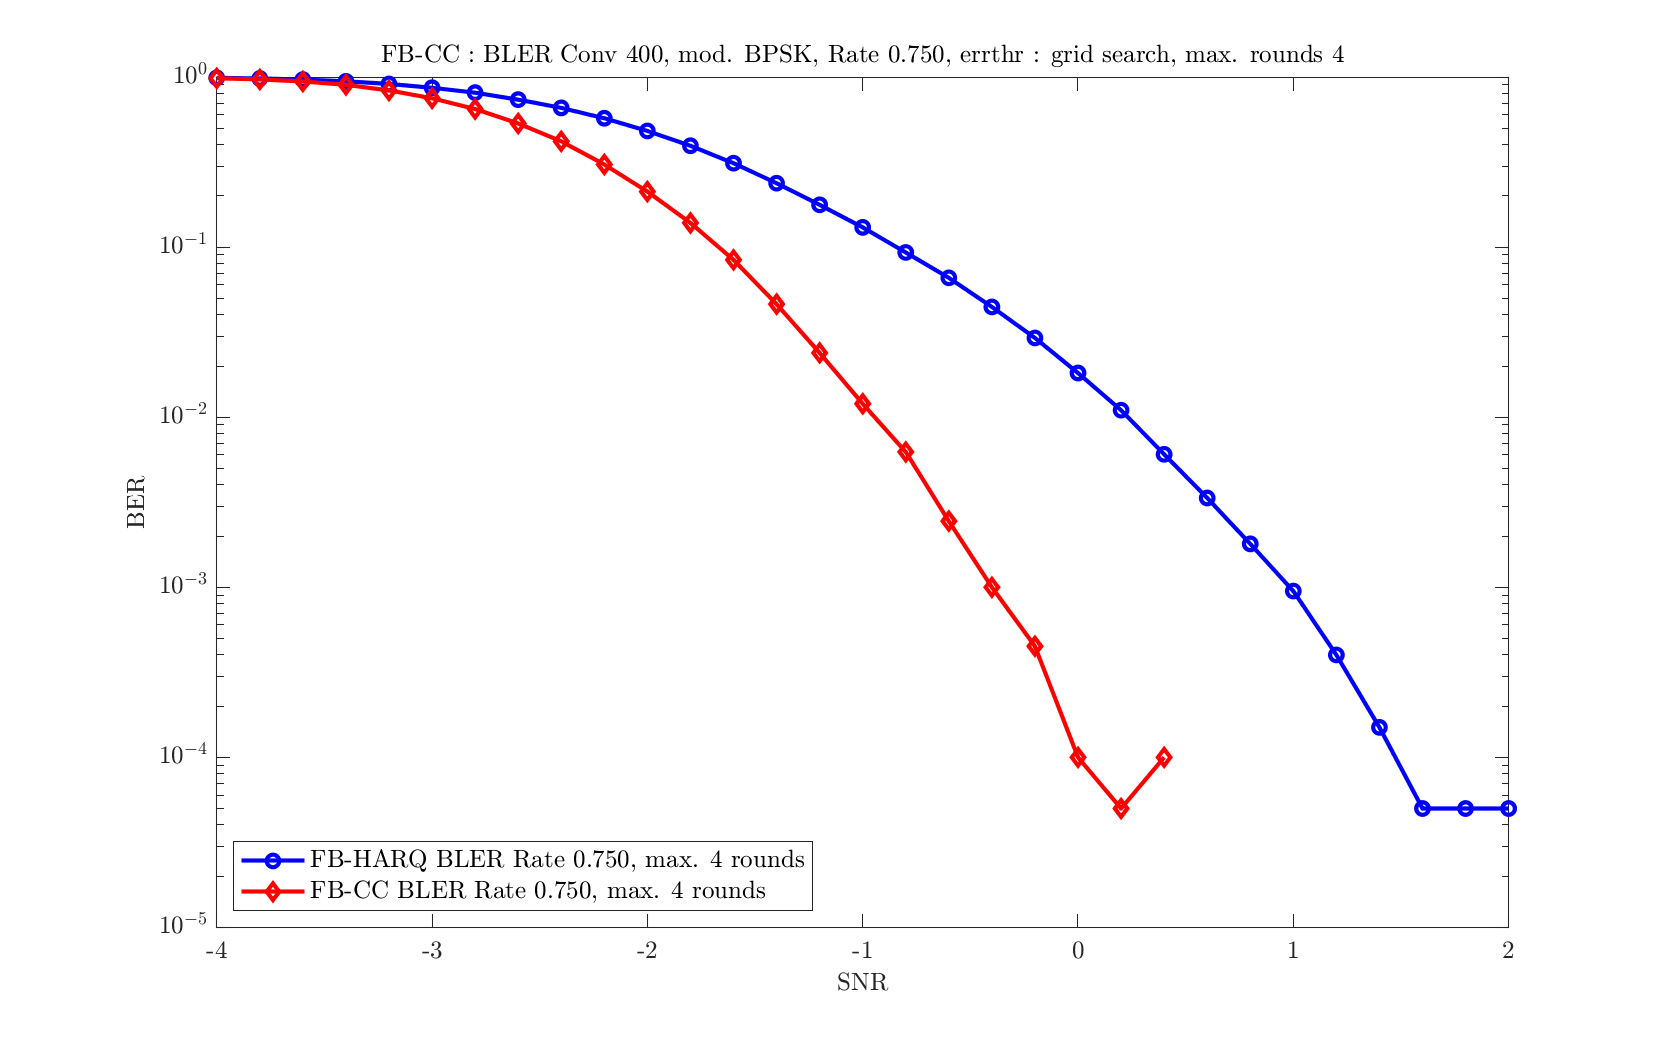 FB-CC : BLER Conv 400, mod. BPSK, Rate 0.750, errthr : grid search, max. rounds 4
10^0
10^{-1}
10^{-2}
10^{-3}
10^{-4}
10^{-5}
BER
FB-HARQ BLER Rate 0.750, max. 4 rounds
FB-CC BLER Rate 0.750, max. 4 rounds
-4 -3 -2 -1 0 1 2
SNR